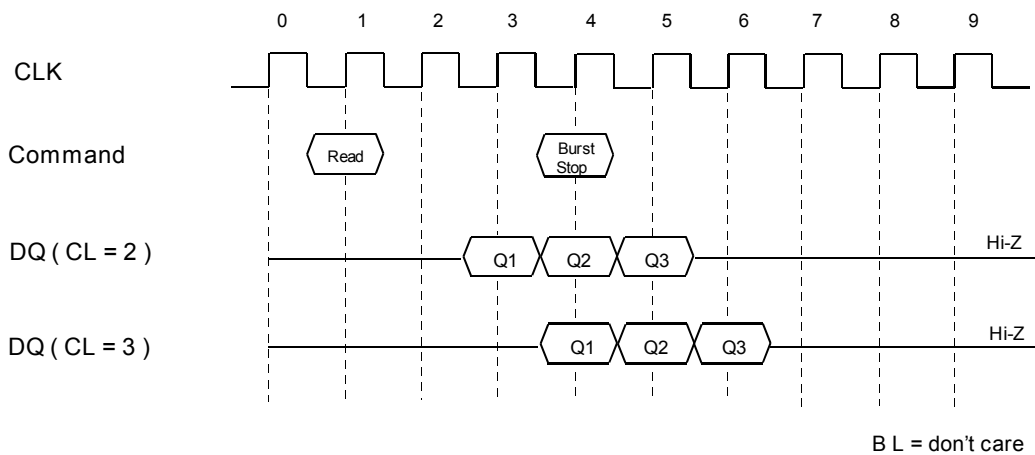 0 1 2 3 4 5 6 7 8 9
CLK
Command
Read
Burst
Stop
DQ ( CL = 2 )
Q1 Q2 Q3
Hi-Z
DQ ( CL = 3 )
Q1 Q2 Q3
Hi-Z
B L = don't care